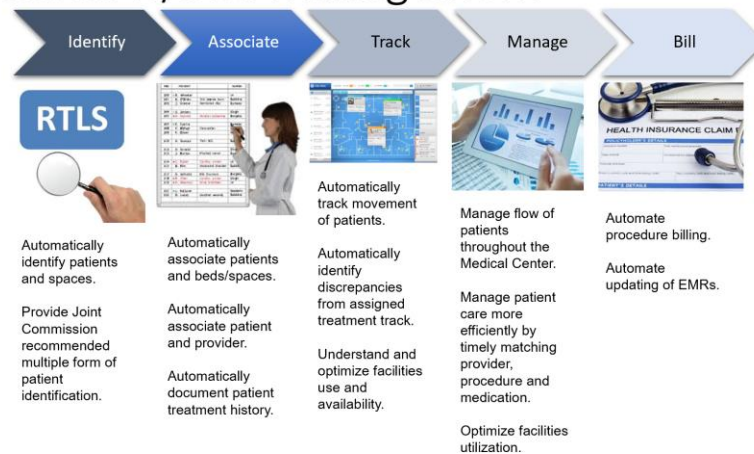 Identify
Associate
Track
Manage
Bill
RTLS
HEALTH INSURANCE CLAIM
POLICYHOLDER'S DETAILS
PATIENT'S DETAILS
Automatically
identify patients
and spaces.
Provide Joint
Commission
recommended
multiple form of
patient
identification.
Automatically
associate patients
and beds/spaces.
Automatically
associate patient
and provider.
Automatically
document patient
treatment history.
Automatically
track movement
of patients.
Automatically
identify
discrepancies
from assigned
treatment track.
Understand and
optimize facilities
use and
availability.
Manage flow of
patients
throughout the
Medical Center.
Manage patient
care more
efficiently by
timely matching
provider,
procedure and
medication.
Optimize facilities
utilization.
Automate
procedure billing.
Automate
updating of EMRs.